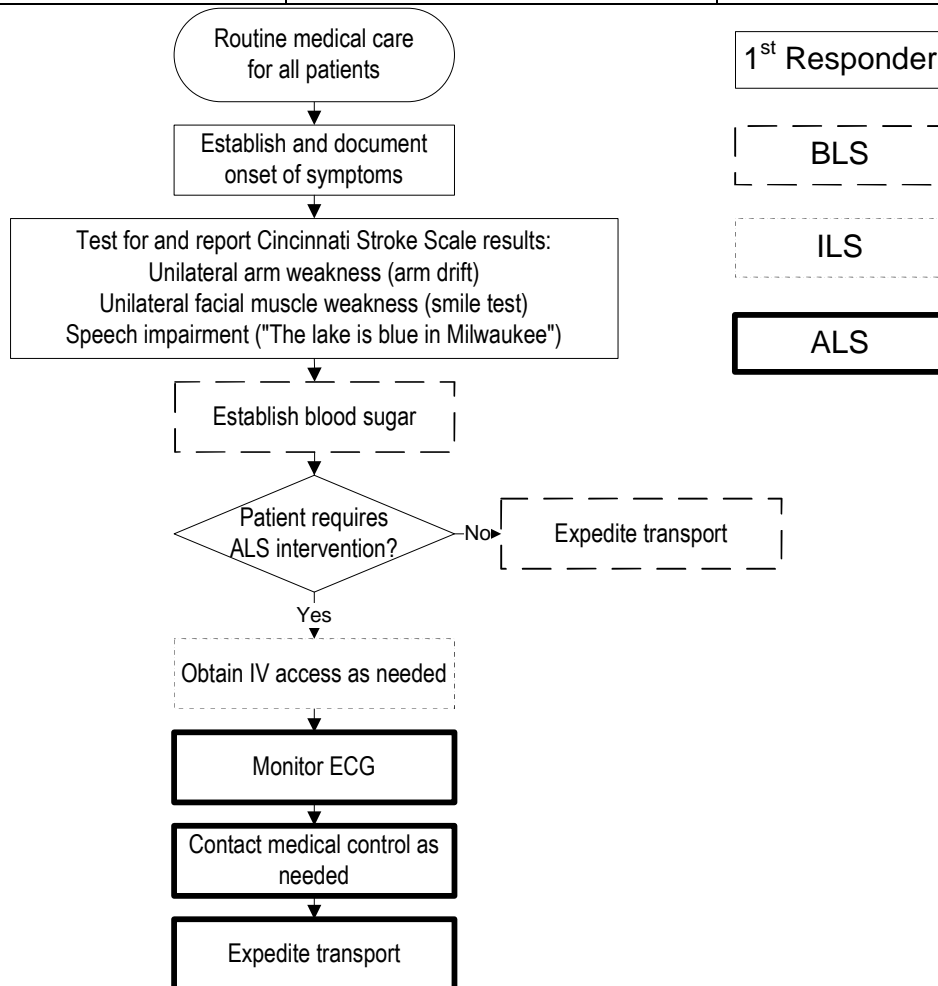 Routine medical care
for all patients
1st Responder
Establish and document
onset of symptoms
BLS
Test for and report Cincinnati Stroke Scale results:
Unilateral arm weakness (arm drift)
Unilateral facial muscle weakness (smile test)
Speech impairment ("The lake is blue in Milwaukee")
ILS
ALS
Establish blood sugar
Patient requires
ALS intervention?
No
Expedite transport
Yes
Obtain IV access as needed
Monitor ECG
Contact medical control as
needed
Expedite transport